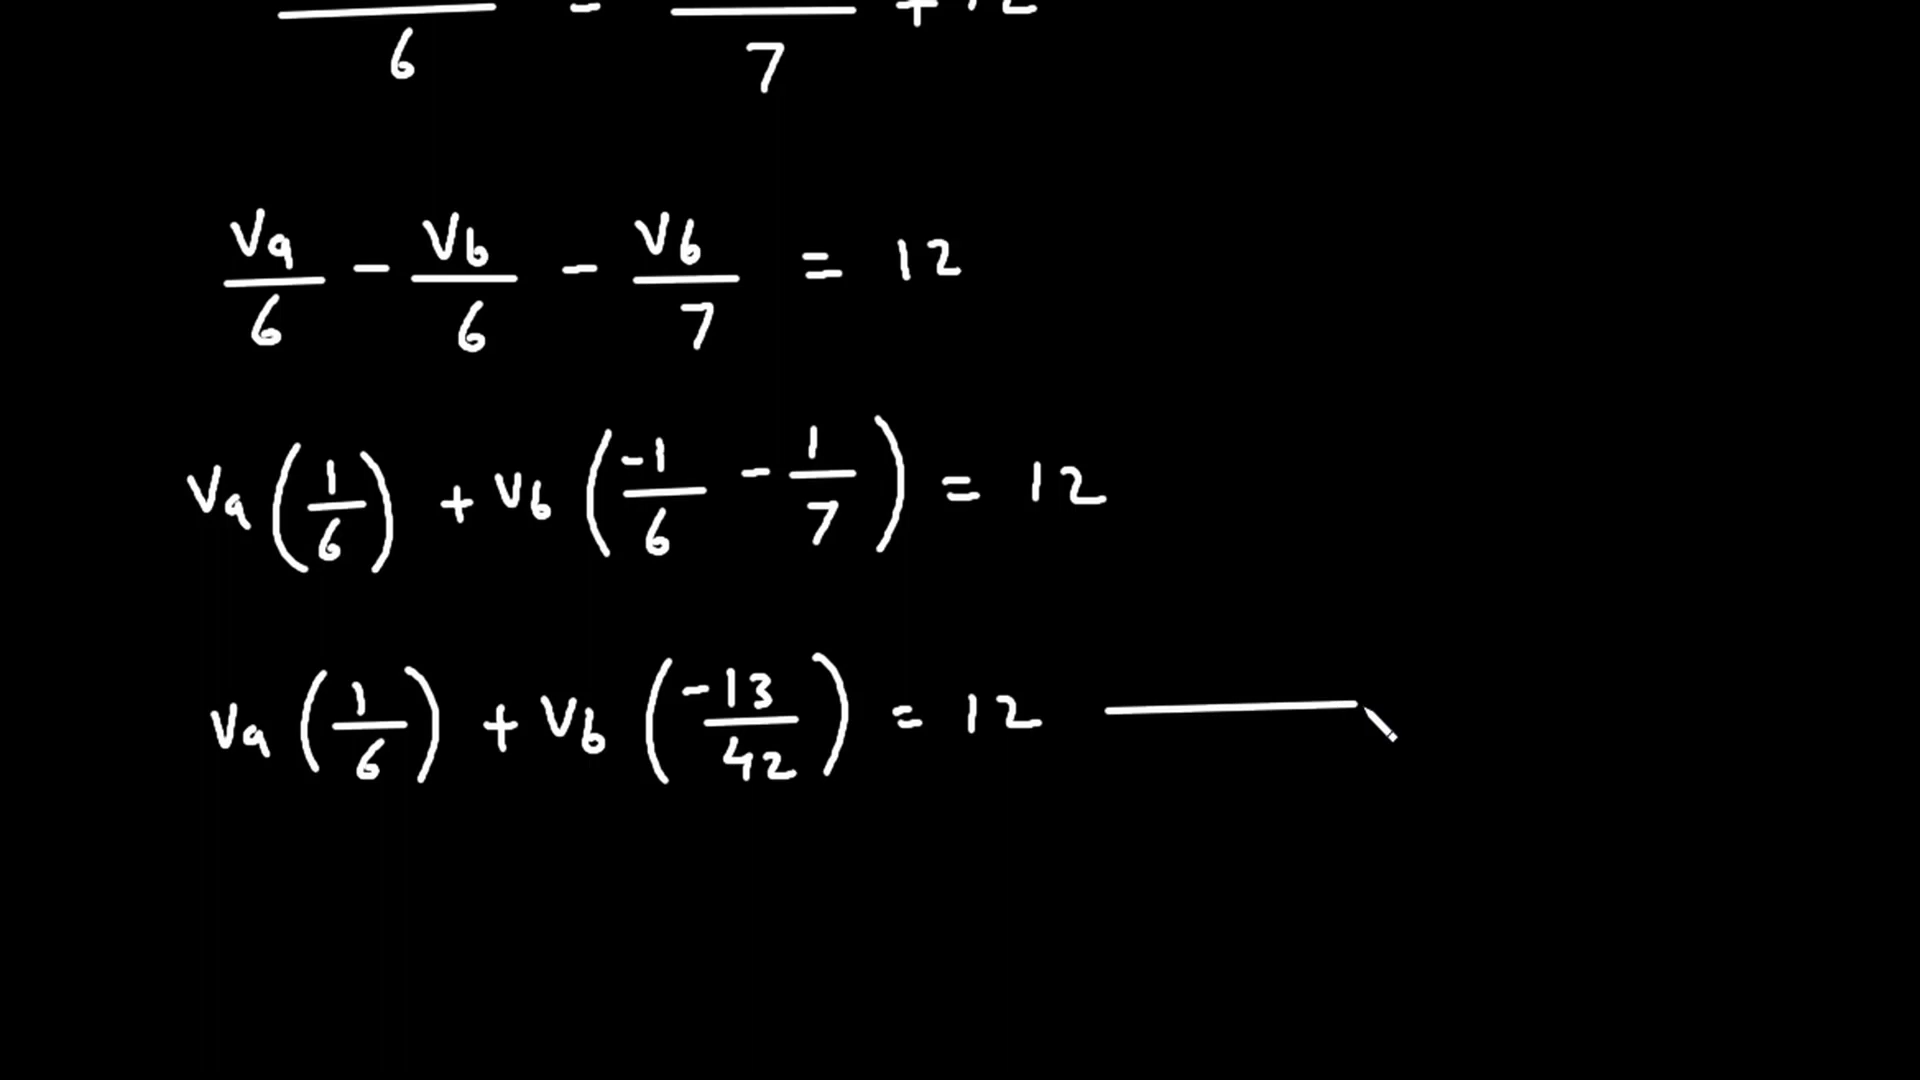 6 = 7 + 12
Va/6 - Vb/6 - Vb/7 = 12
Va(1/6) + Vb(-1/6 - 1/7) = 12
Va(1/6) + Vb(-13/42) = 12